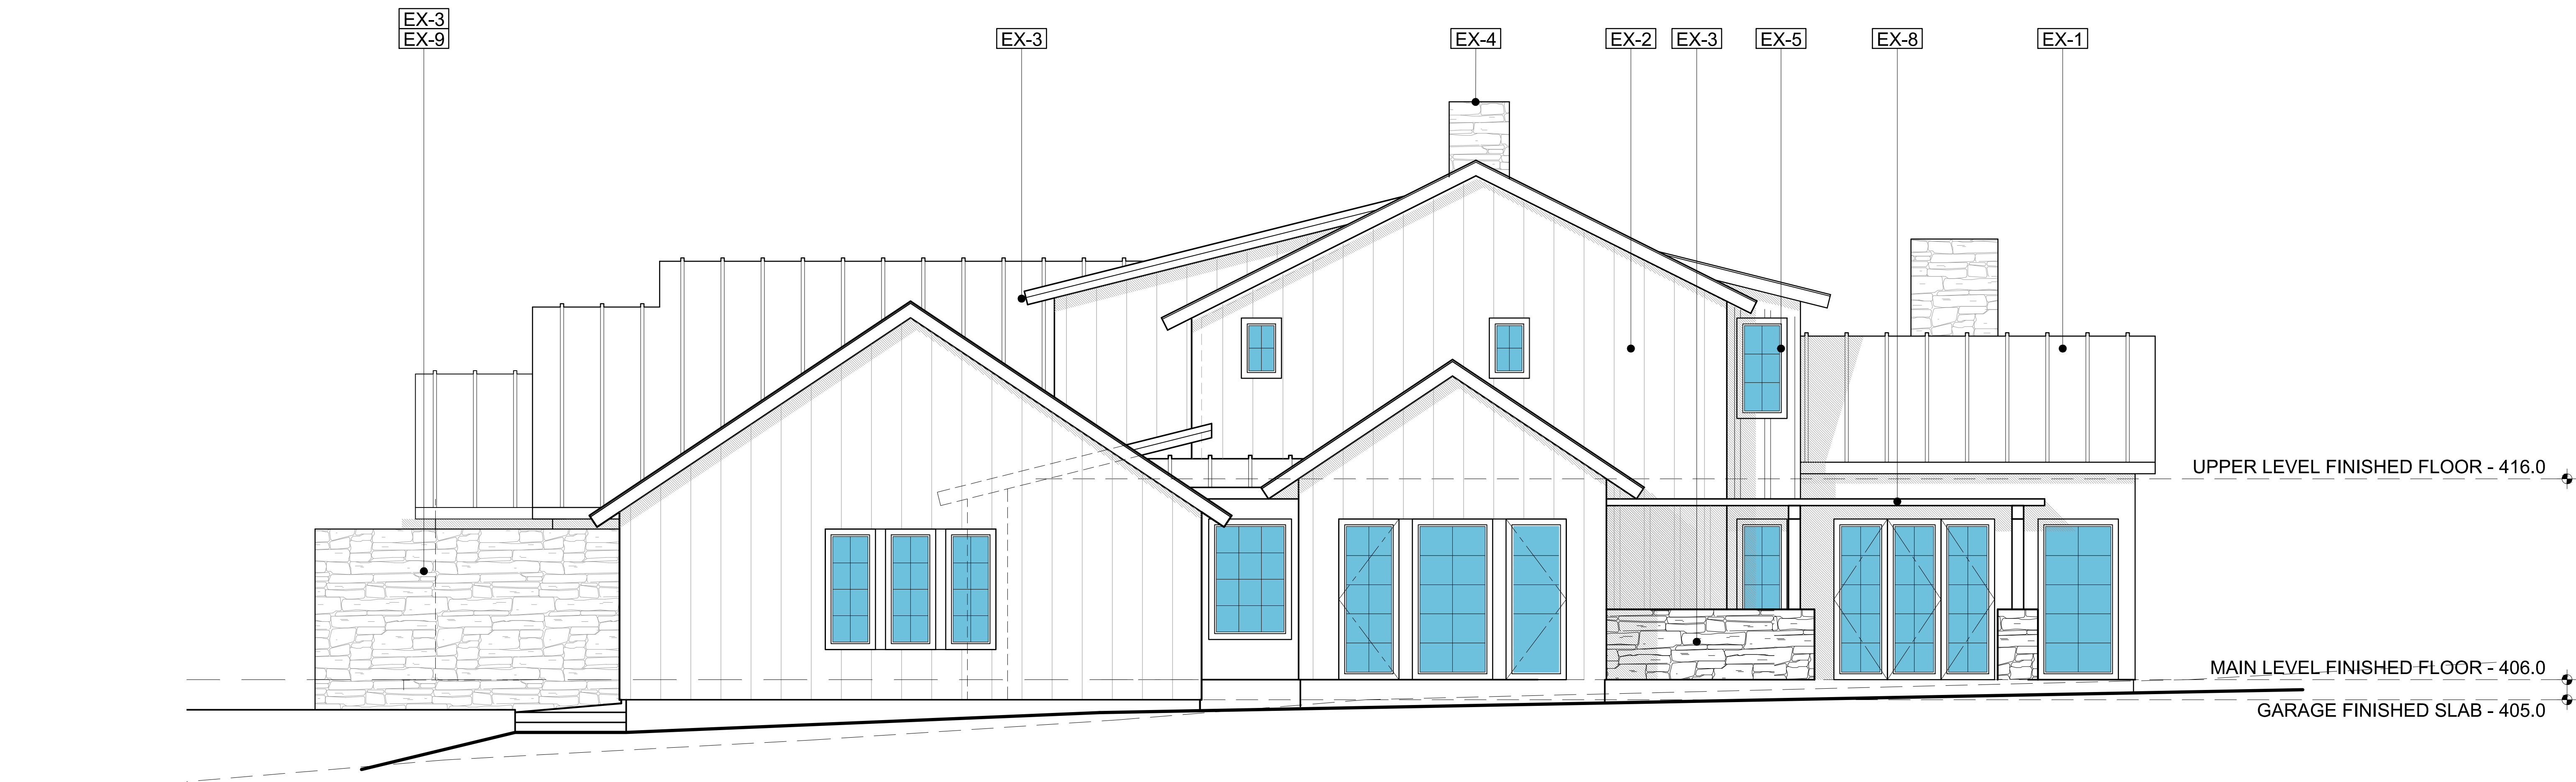 EX-3
EX-9
EX-3
EX-4
EX-2
EX-3
EX-5
EX-8
EX-1
UPPER LEVEL FINISHED FLOOR - 416.0
MAIN LEVEL FINISHED FLOOR - 406.0
GARAGE FINISHED SLAB - 405.0